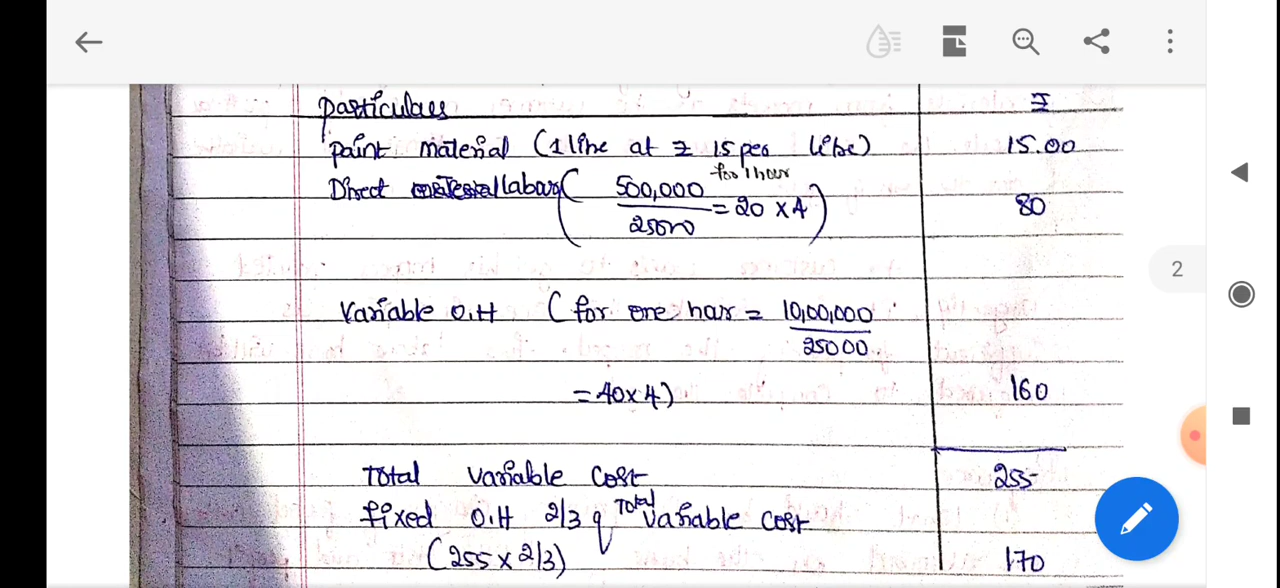 particulars ₹
paint material (1 litre at ₹ 15 per litre) 15.00
for 1 hour
Direct labour ( 500,000 / 25000 = 20 x 4 ) 80
2
Variable O.H ( for one hour = 10,00,000 / 25000
= 40 x 4) 160
Total variable cost 255
fixed O.H 2/3 of Total variable cost
(255 x 2/3) 170